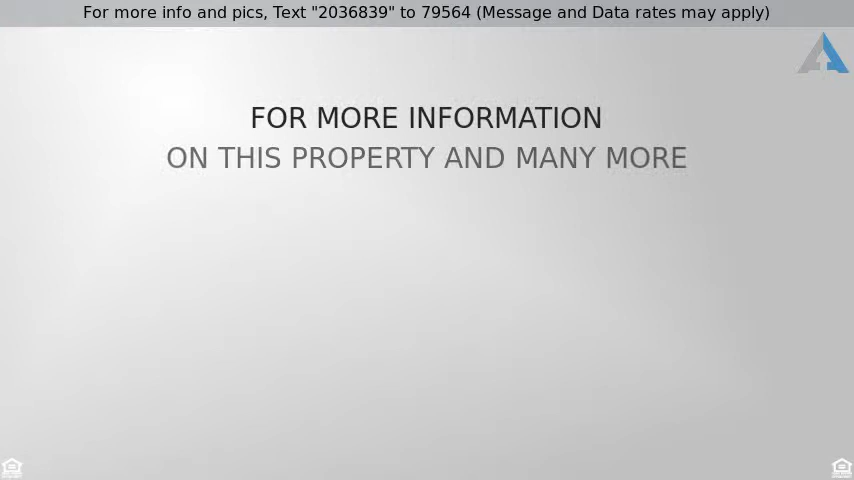 For more info and pics, Text "2036839" to 79564 (Message and Data rates may apply)
FOR MORE INFORMATION
ON THIS PROPERTY AND MANY MORE